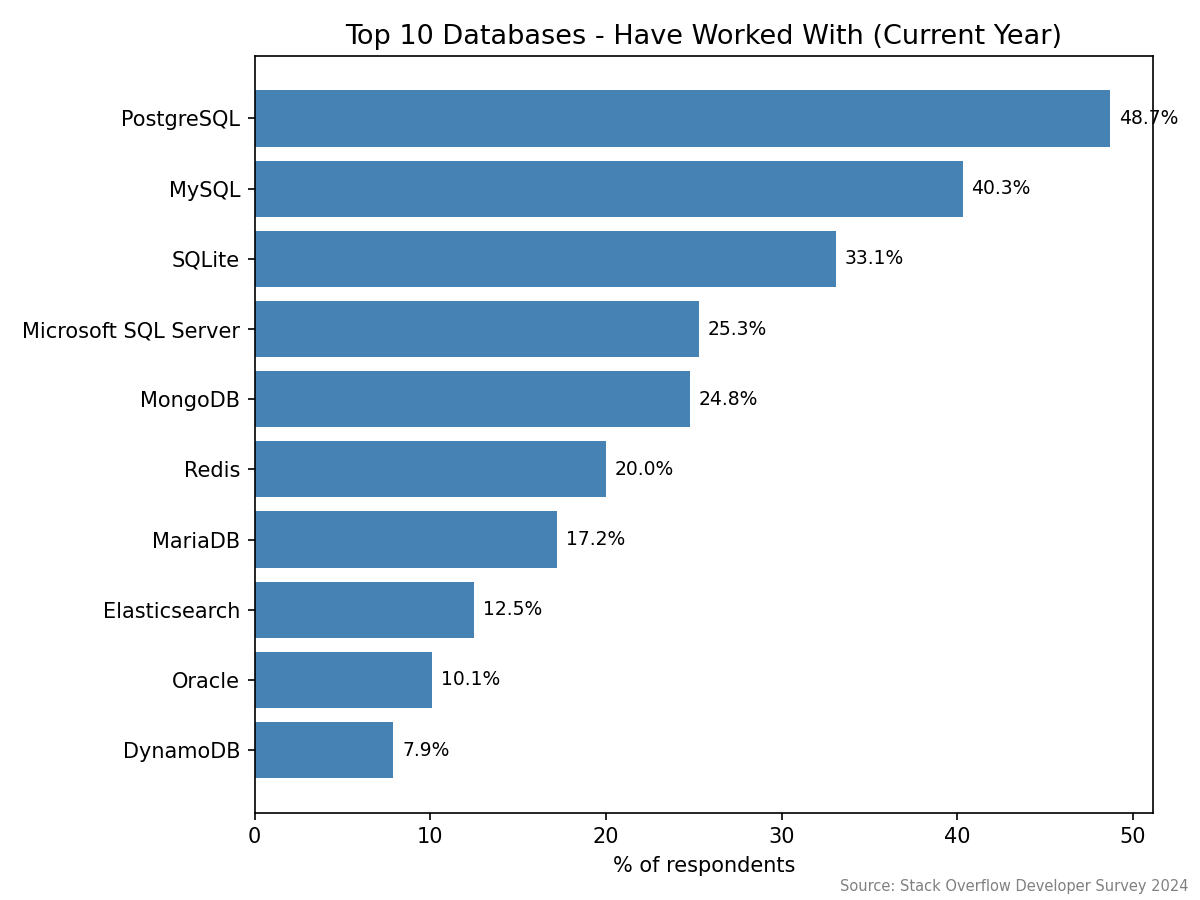 Top 10 Databases - Have Worked With (Current Year)
PostgreSQL 48.7%
MySQL 40.3%
SQLite 33.1%
Microsoft SQL Server 25.3%
MongoDB 24.8%
Redis 20.0%
MariaDB 17.2%
Elasticsearch 12.5%
Oracle 10.1%
DynamoDB 7.9%
0 10 20 30 40 50
% of respondents
Source: Stack Overflow Developer Survey 2024